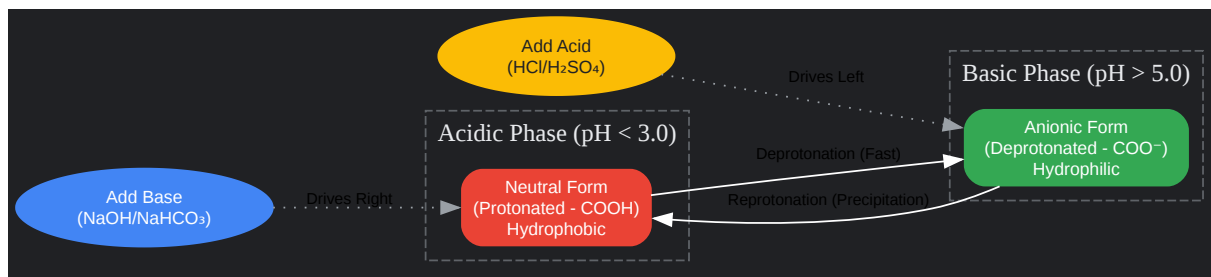 Add Acid
(HCl/H₂SO₄)
Drives Left
Basic Phase (pH > 5.0)
Anionic Form
(Deprotonated - COO⁻)
Hydrophilic
Acidic Phase (pH < 3.0)
Deprotonation (Fast)
Add Base
(NaOH/NaHCO₃)
Drives Right
Neutral Form
(Protonated - COOH)
Hydrophobic
Reprotonation (Precipitation)